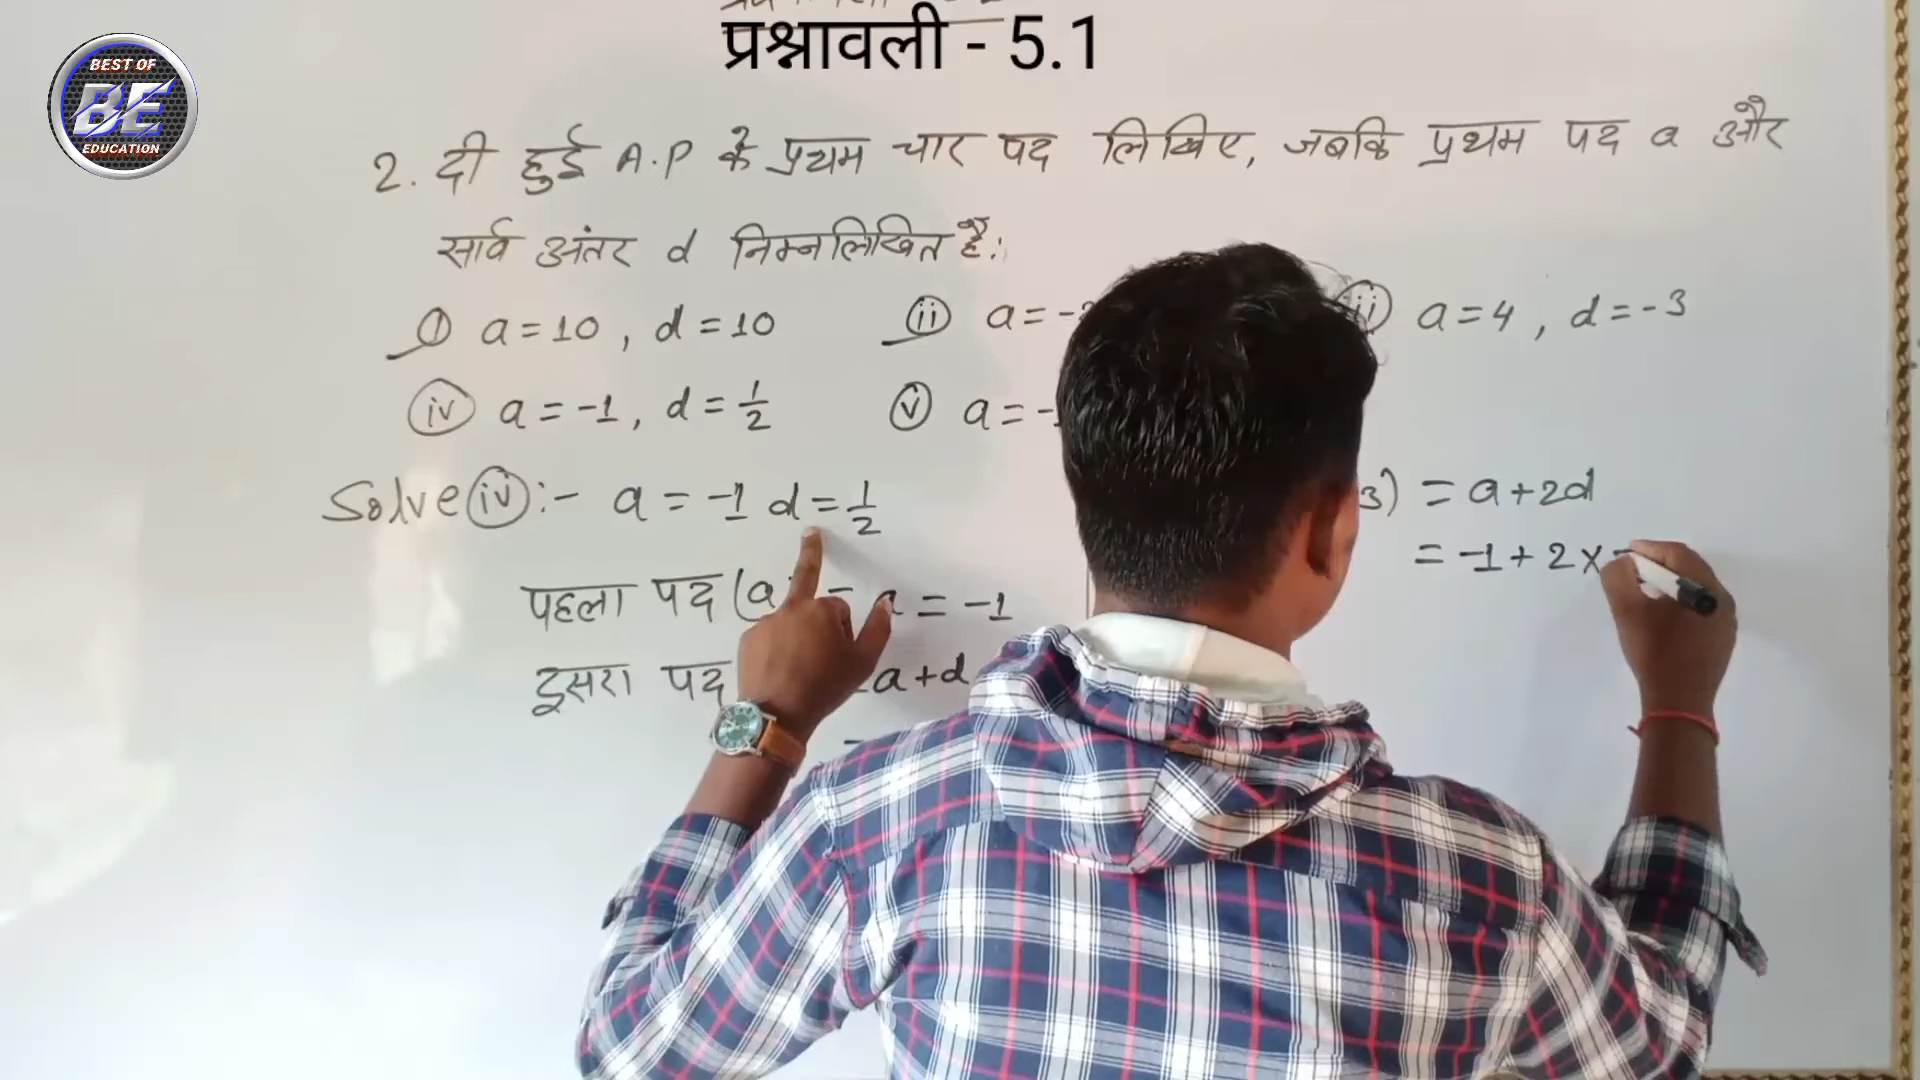 BEST OF
BE
EDUCATION
प्रश्नावली - 5.1
2. दी हुई A.P के प्रथम चार पद लिखिए, जबकि प्रथम पद a और
सार्व अंतर d निम्नलिखित है:
(i) a = 10 , d = 10 (ii) a = - (iii) a = 4 , d = -3
(iv) a = -1, d = 1/2 (v) a = -
Solve (iv) :- a = -1 d = 1/2
पहला पद (a = -1
दूसरा पद a+d
3) = a+2d
= -1 + 2 ×